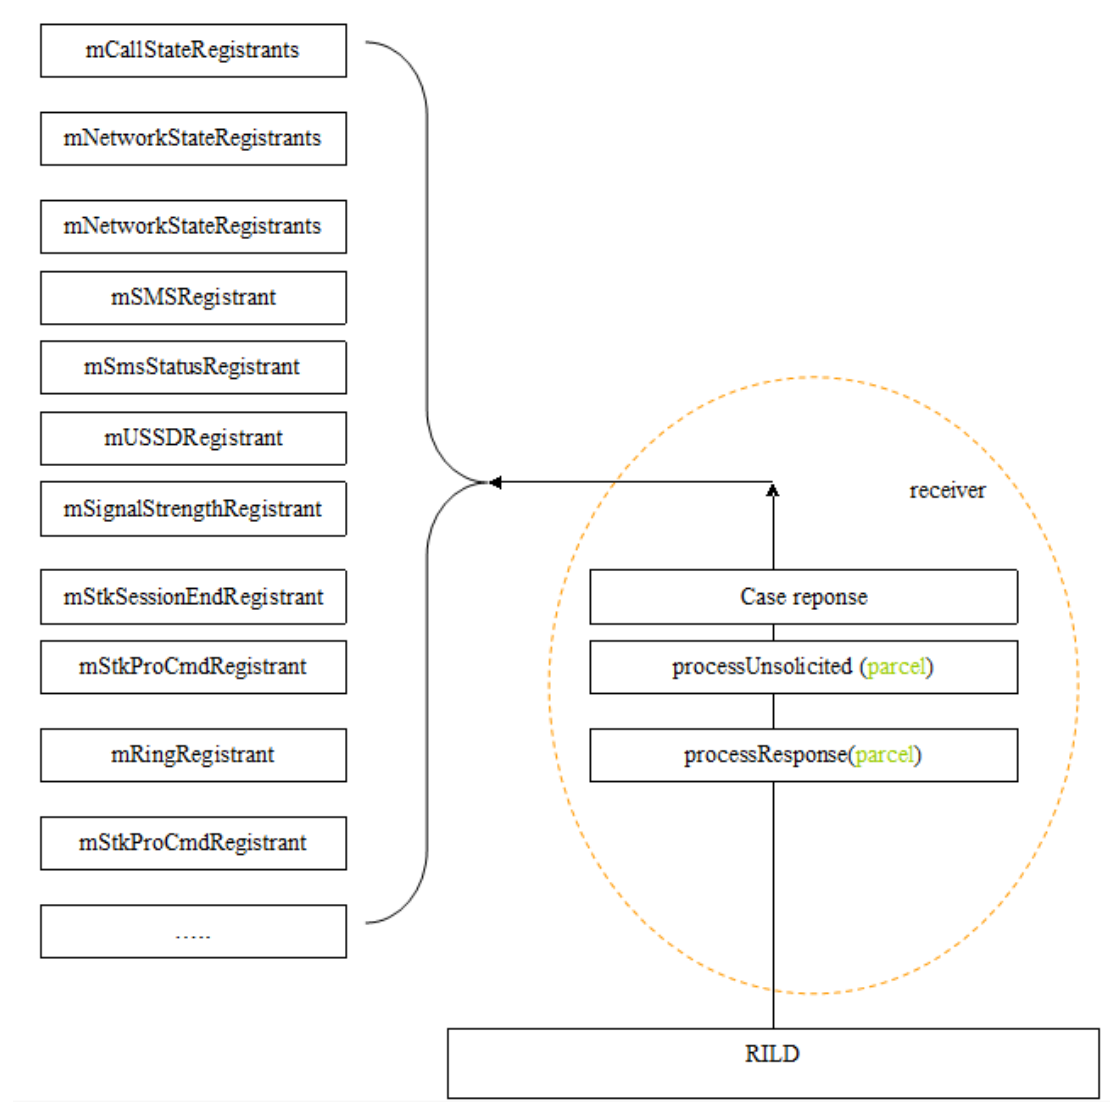 mCallStateRegistrants
mNetworkStateRegistrants
mNetworkStateRegistrants
mSMSRegistrant
mSmsStatusRegistrant
mUSSDRegistrant
mSignalStrengthRegistrant
mStkSessionEndRegistrant
mStkProCmdRegistrant
mRingRegistrant
mStkProCmdRegistrant
.....
receiver
Case reponse
processUnsolicited (parcel)
processResponse(parcel)
RILD